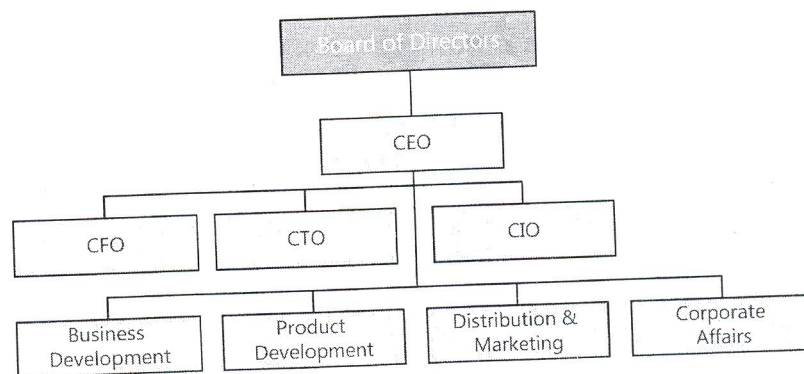 Board of Directors
CEO
CFO
CTO
CIO
Business
Development
Product
Development
Distribution &
Marketing
Corporate
Affairs